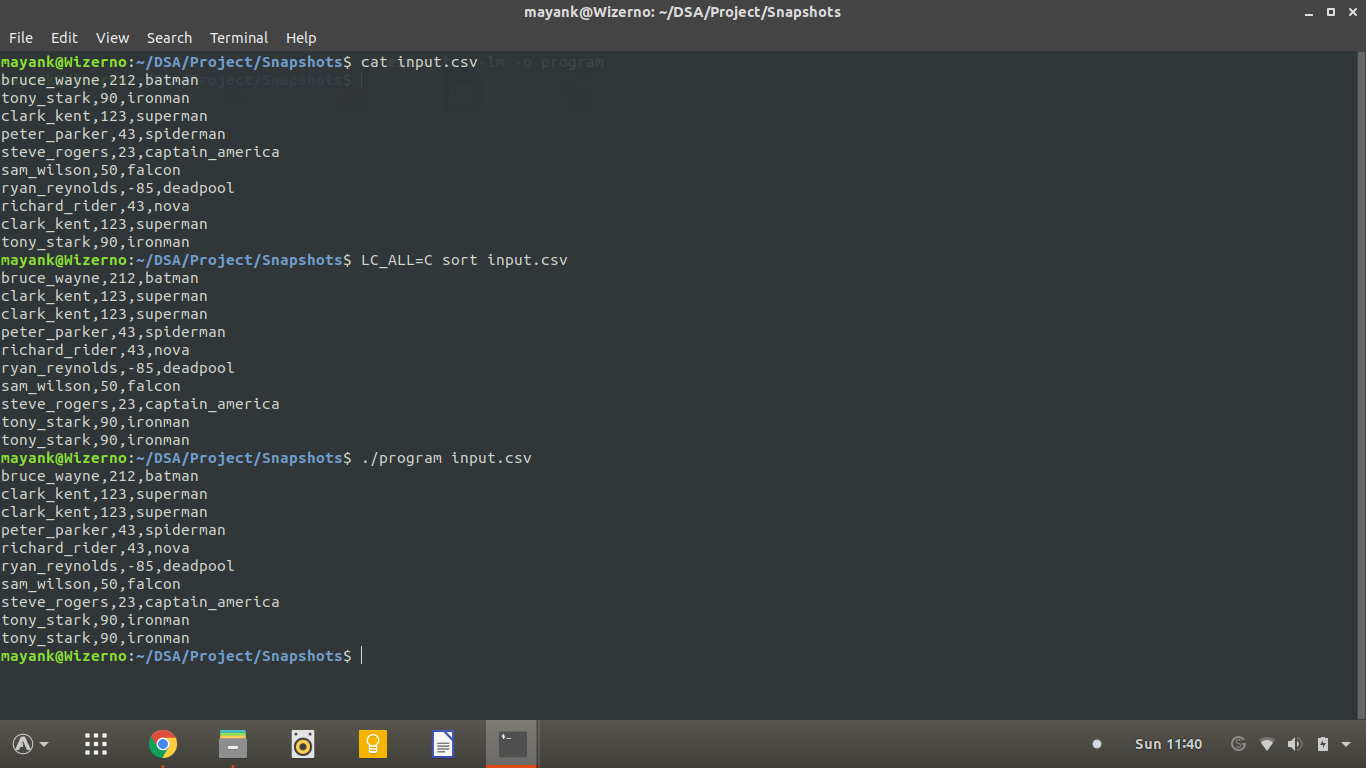 mayank@Wizerno: ~/DSA/Project/Snapshots
File Edit View Search Terminal Help
mayank@Wizerno:~/DSA/Project/Snapshots$ cat input.csv -lm -o program
bruce_wayne,212,batman
tony_stark,90,ironman
clark_kent,123,superman
peter_parker,43,spiderman
steve_rogers,23,captain_america
sam_wilson,50,falcon
ryan_reynolds,-85,deadpool
richard_rider,43,nova
clark_kent,123,superman
tony_stark,90,ironman
mayank@Wizerno:~/DSA/Project/Snapshots$ LC_ALL=C sort input.csv
bruce_wayne,212,batman
clark_kent,123,superman
clark_kent,123,superman
peter_parker,43,spiderman
richard_rider,43,nova
ryan_reynolds,-85,deadpool
sam_wilson,50,falcon
steve_rogers,23,captain_america
tony_stark,90,ironman
tony_stark,90,ironman
mayank@Wizerno:~/DSA/Project/Snapshots$ ./program input.csv
bruce_wayne,212,batman
clark_kent,123,superman
clark_kent,123,superman
peter_parker,43,spiderman
richard_rider,43,nova
ryan_reynolds,-85,deadpool
sam_wilson,50,falcon
steve_rogers,23,captain_america
tony_stark,90,ironman
tony_stark,90,ironman
mayank@Wizerno:~/DSA/Project/Snapshots$
Sun 11:40